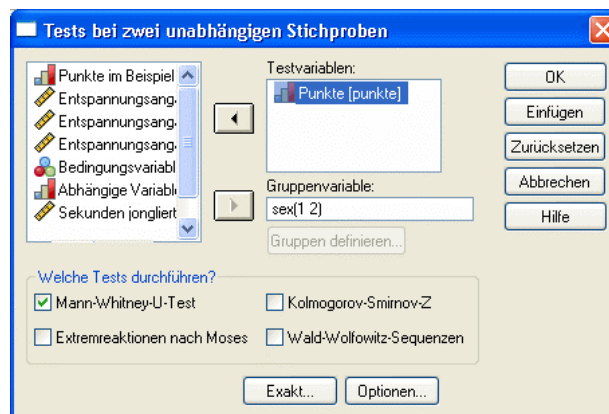 Tests bei zwei unabhängigen Stichproben
Punkte im Beispiel
Entspannungsang.
Entspannungsang.
Entspannungsang.
Bedingungsvariabl
Abhängige Variable
Sekunden jongliert
Testvariablen:
Punkte [punkte]
Gruppenvariable:
sex(1 2)
Gruppen definieren...
OK
Einfügen
Zurücksetzen
Abbrechen
Hilfe
Welche Tests durchführen?
Mann-Whitney-U-Test
Kolmogorov-Smirnov-Z
Extremreaktionen nach Moses
Wald-Wolfowitz-Sequenzen
Exakt...
Optionen...